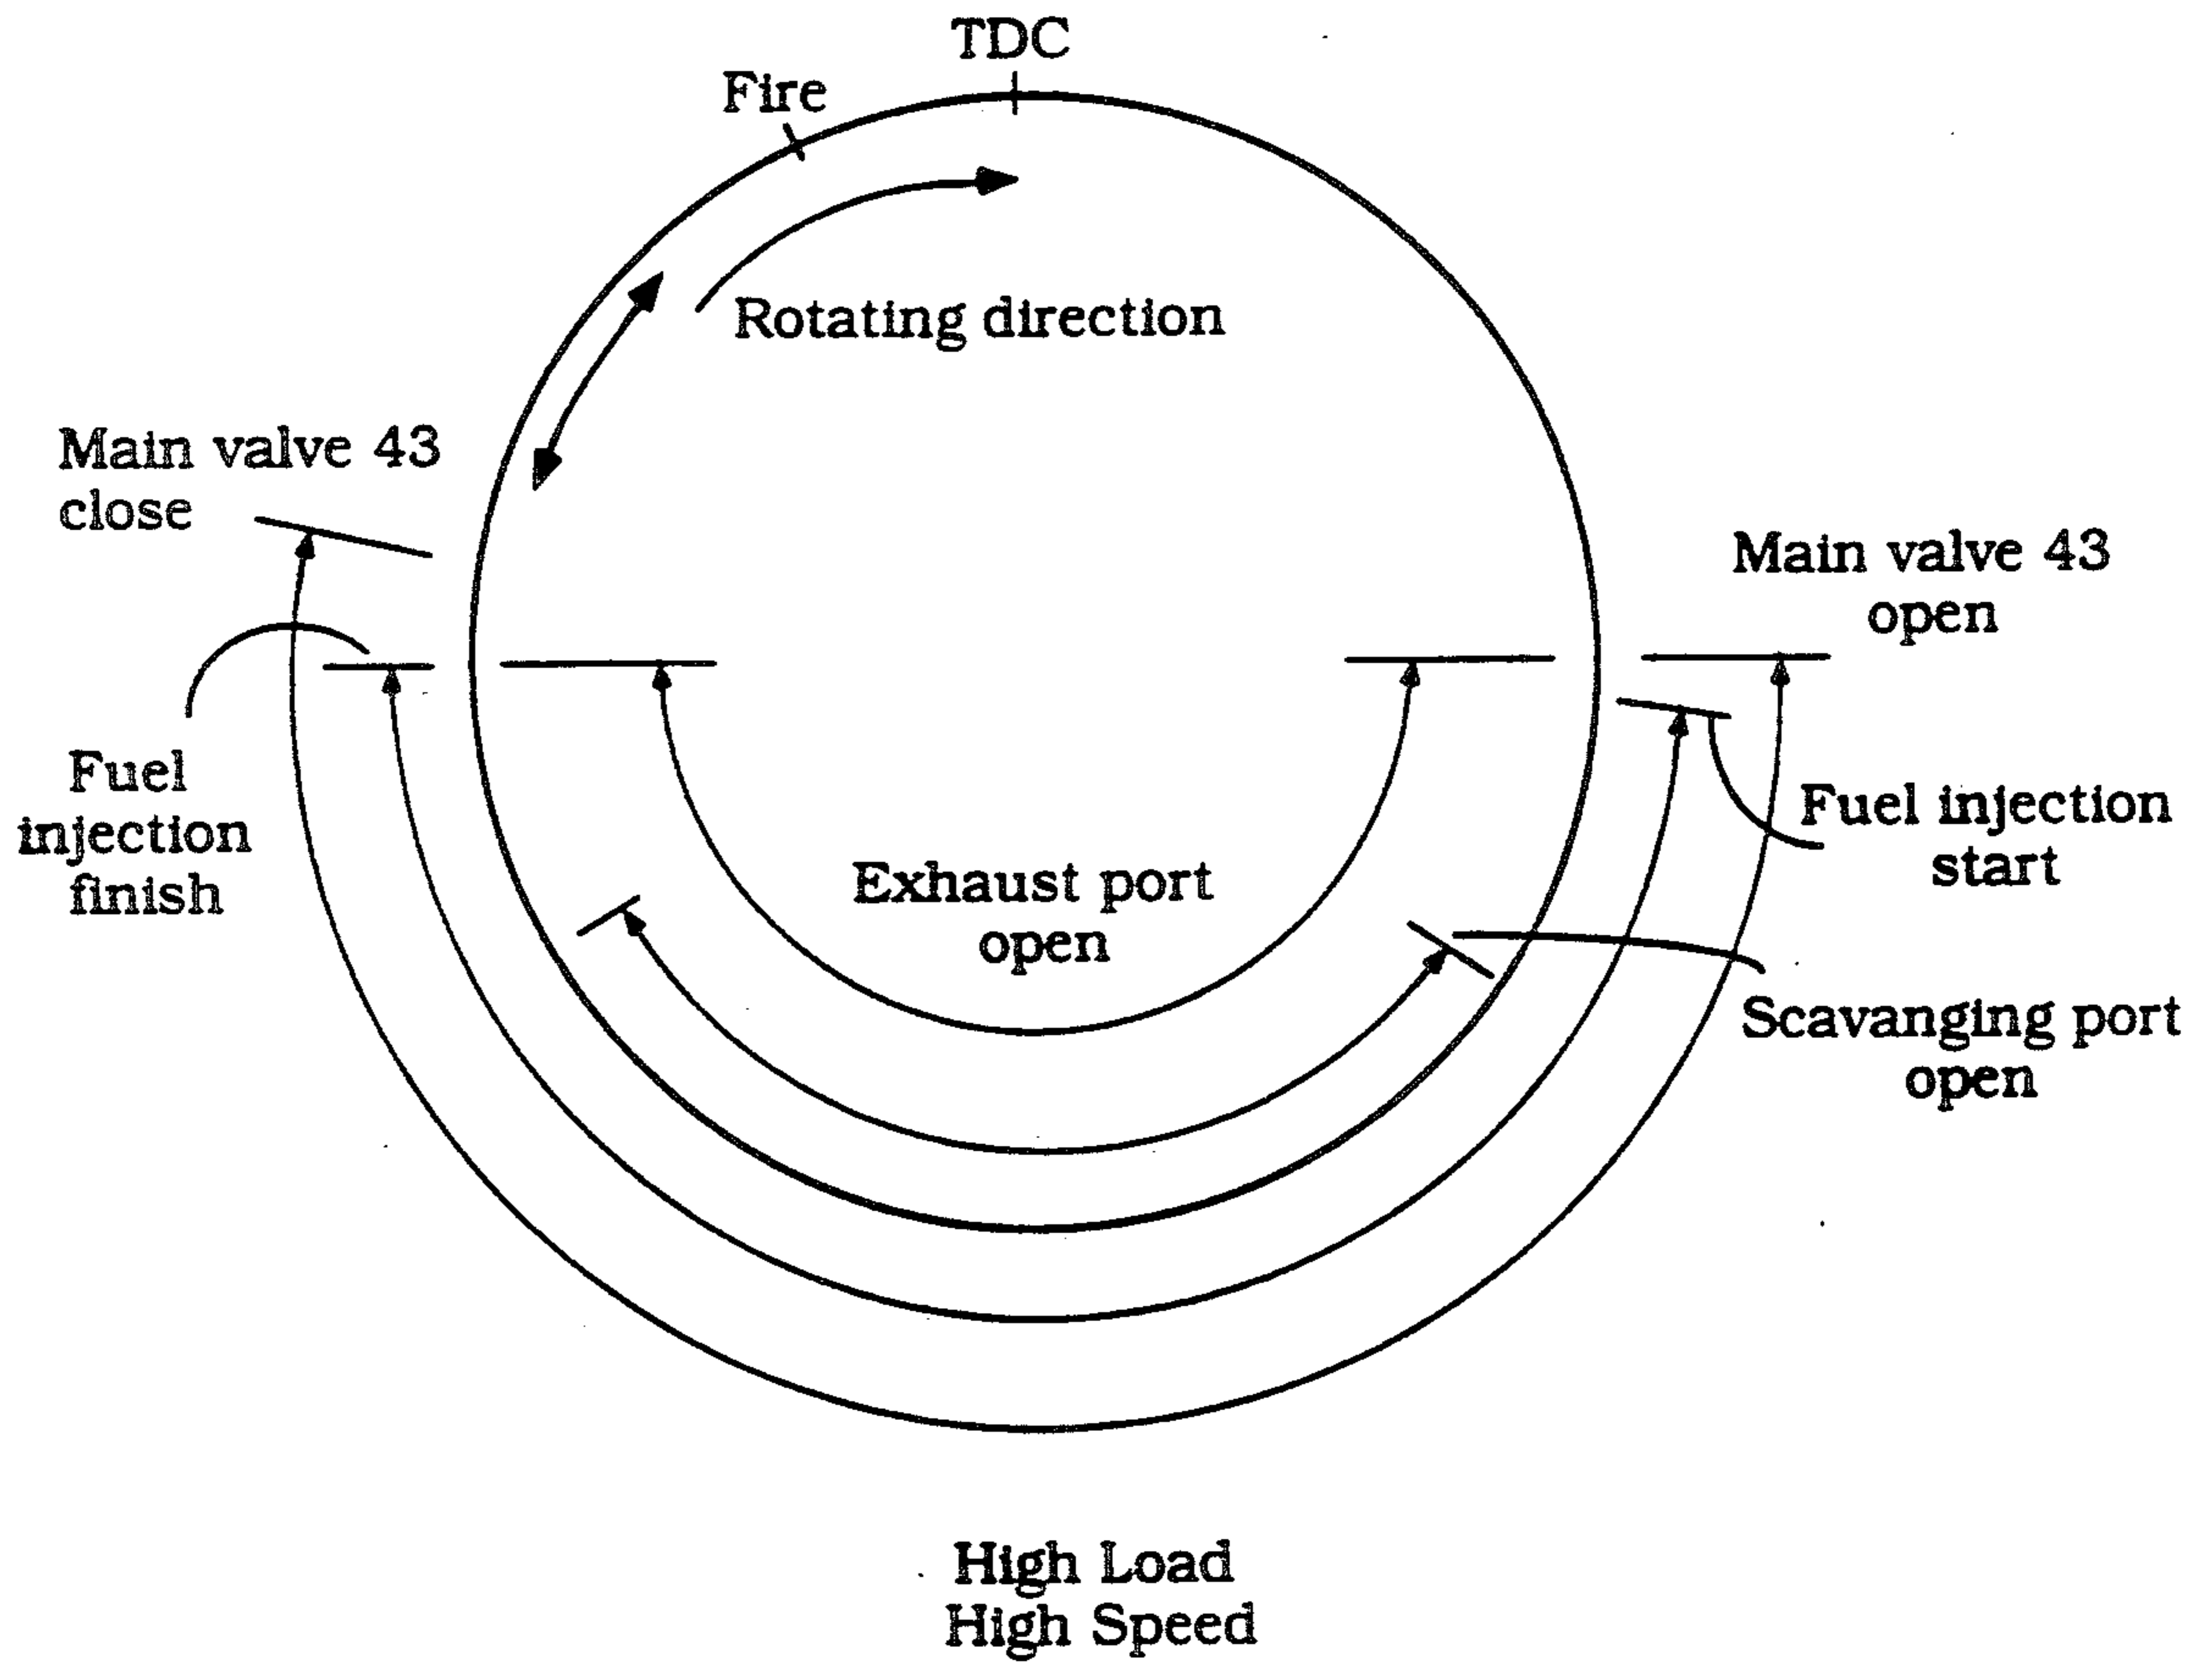 TDC
Fire
Rotating direction
Main valve 43
close
Main valve 43
open
Fuel
injection
finish
Fuel injection
start
Exhaust port
open
Scavanging port
open
High Load
High Speed